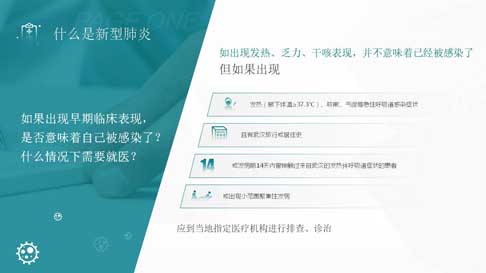 什么是新型肺炎
如果出现早期临床表现，
是否意味着自己被感染了？
什么情况下需要就医？
如出现发热、乏力、干咳表现，并不意味着已经被感染了
但如果出现
发热（腋下体温≥37.3℃）、咳嗽、气促等急性呼吸道感染症状
且有武汉旅行或居住史
14
或发病前14天内曾接触过来自武汉的发热伴呼吸道症状的患者
或出现小范围聚集性发病
应到当地指定医疗机构进行排查、诊治